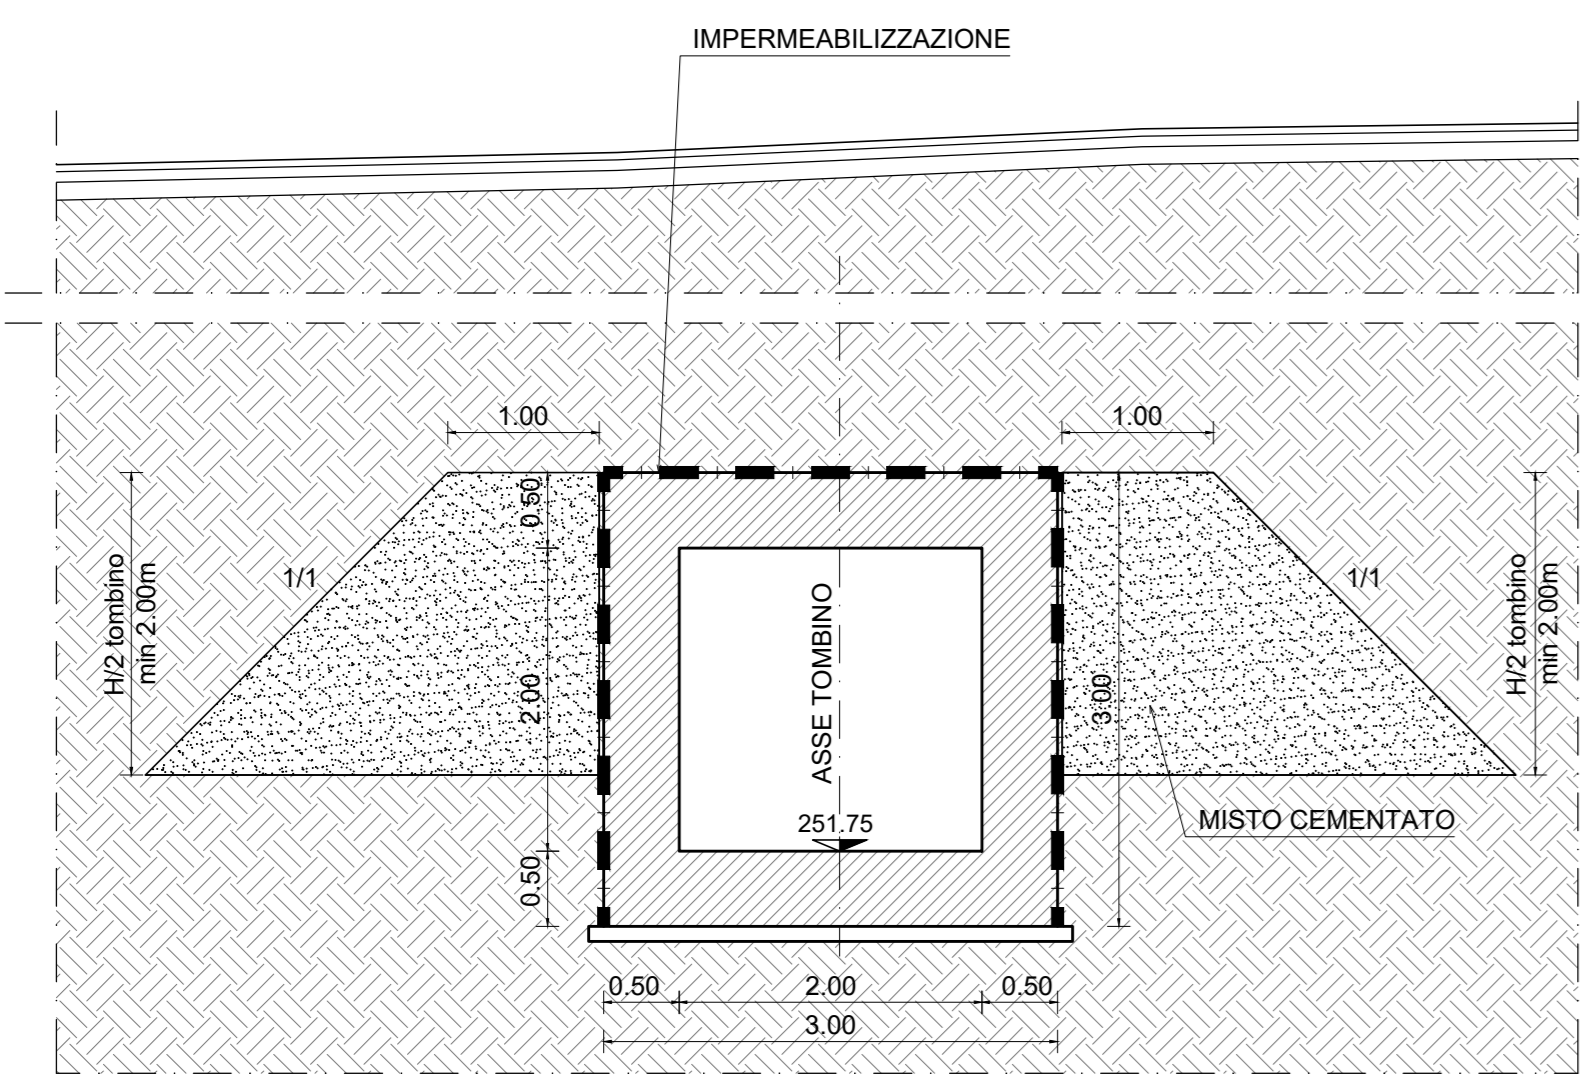 IMPERMEABILIZZAZIONE
1.00
1.00
0.50
H/2 tombino
min 2.00m
1/1
2.00
ASSE TOMBINO
3.00
1/1
H/2 tombino
min 2.00m
251.75
MISTO CEMENTATO
0.50
0.50
2.00
0.50
3.00